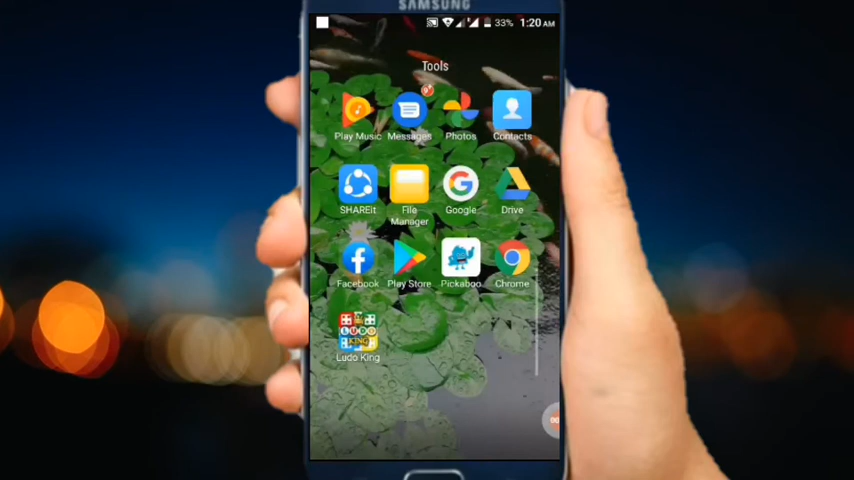 SAMSUNG
33% 1:20 AM
Tools
Play Music Messages Photos Contacts
SHAREit File Manager Google Drive
Facebook Play Store Pickaboo Chrome
LUDO
KING
Ludo King